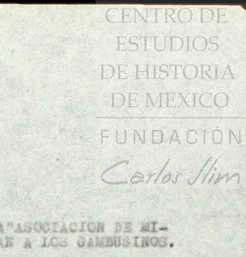 CENTRO DE
ESTUDIOS
DE HISTORIA
DE MEXICO
FUNDACIÓN
Carlos Slim
"ASOCIACION DE MI-
AN A LOS GAMBUSINOS.